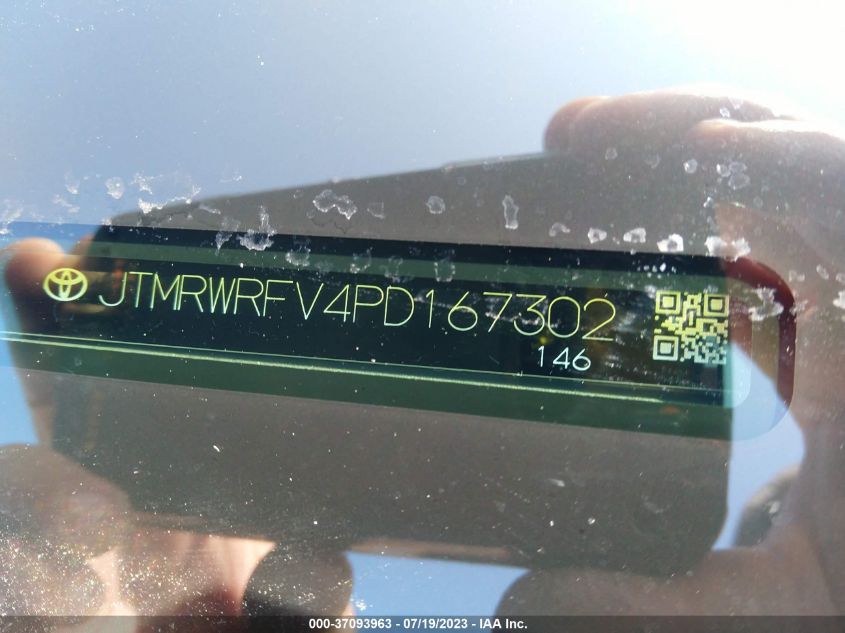 JTMRWRFV4PD167302
146
000-37093963 - 07/19/2023 - IAA Inc.